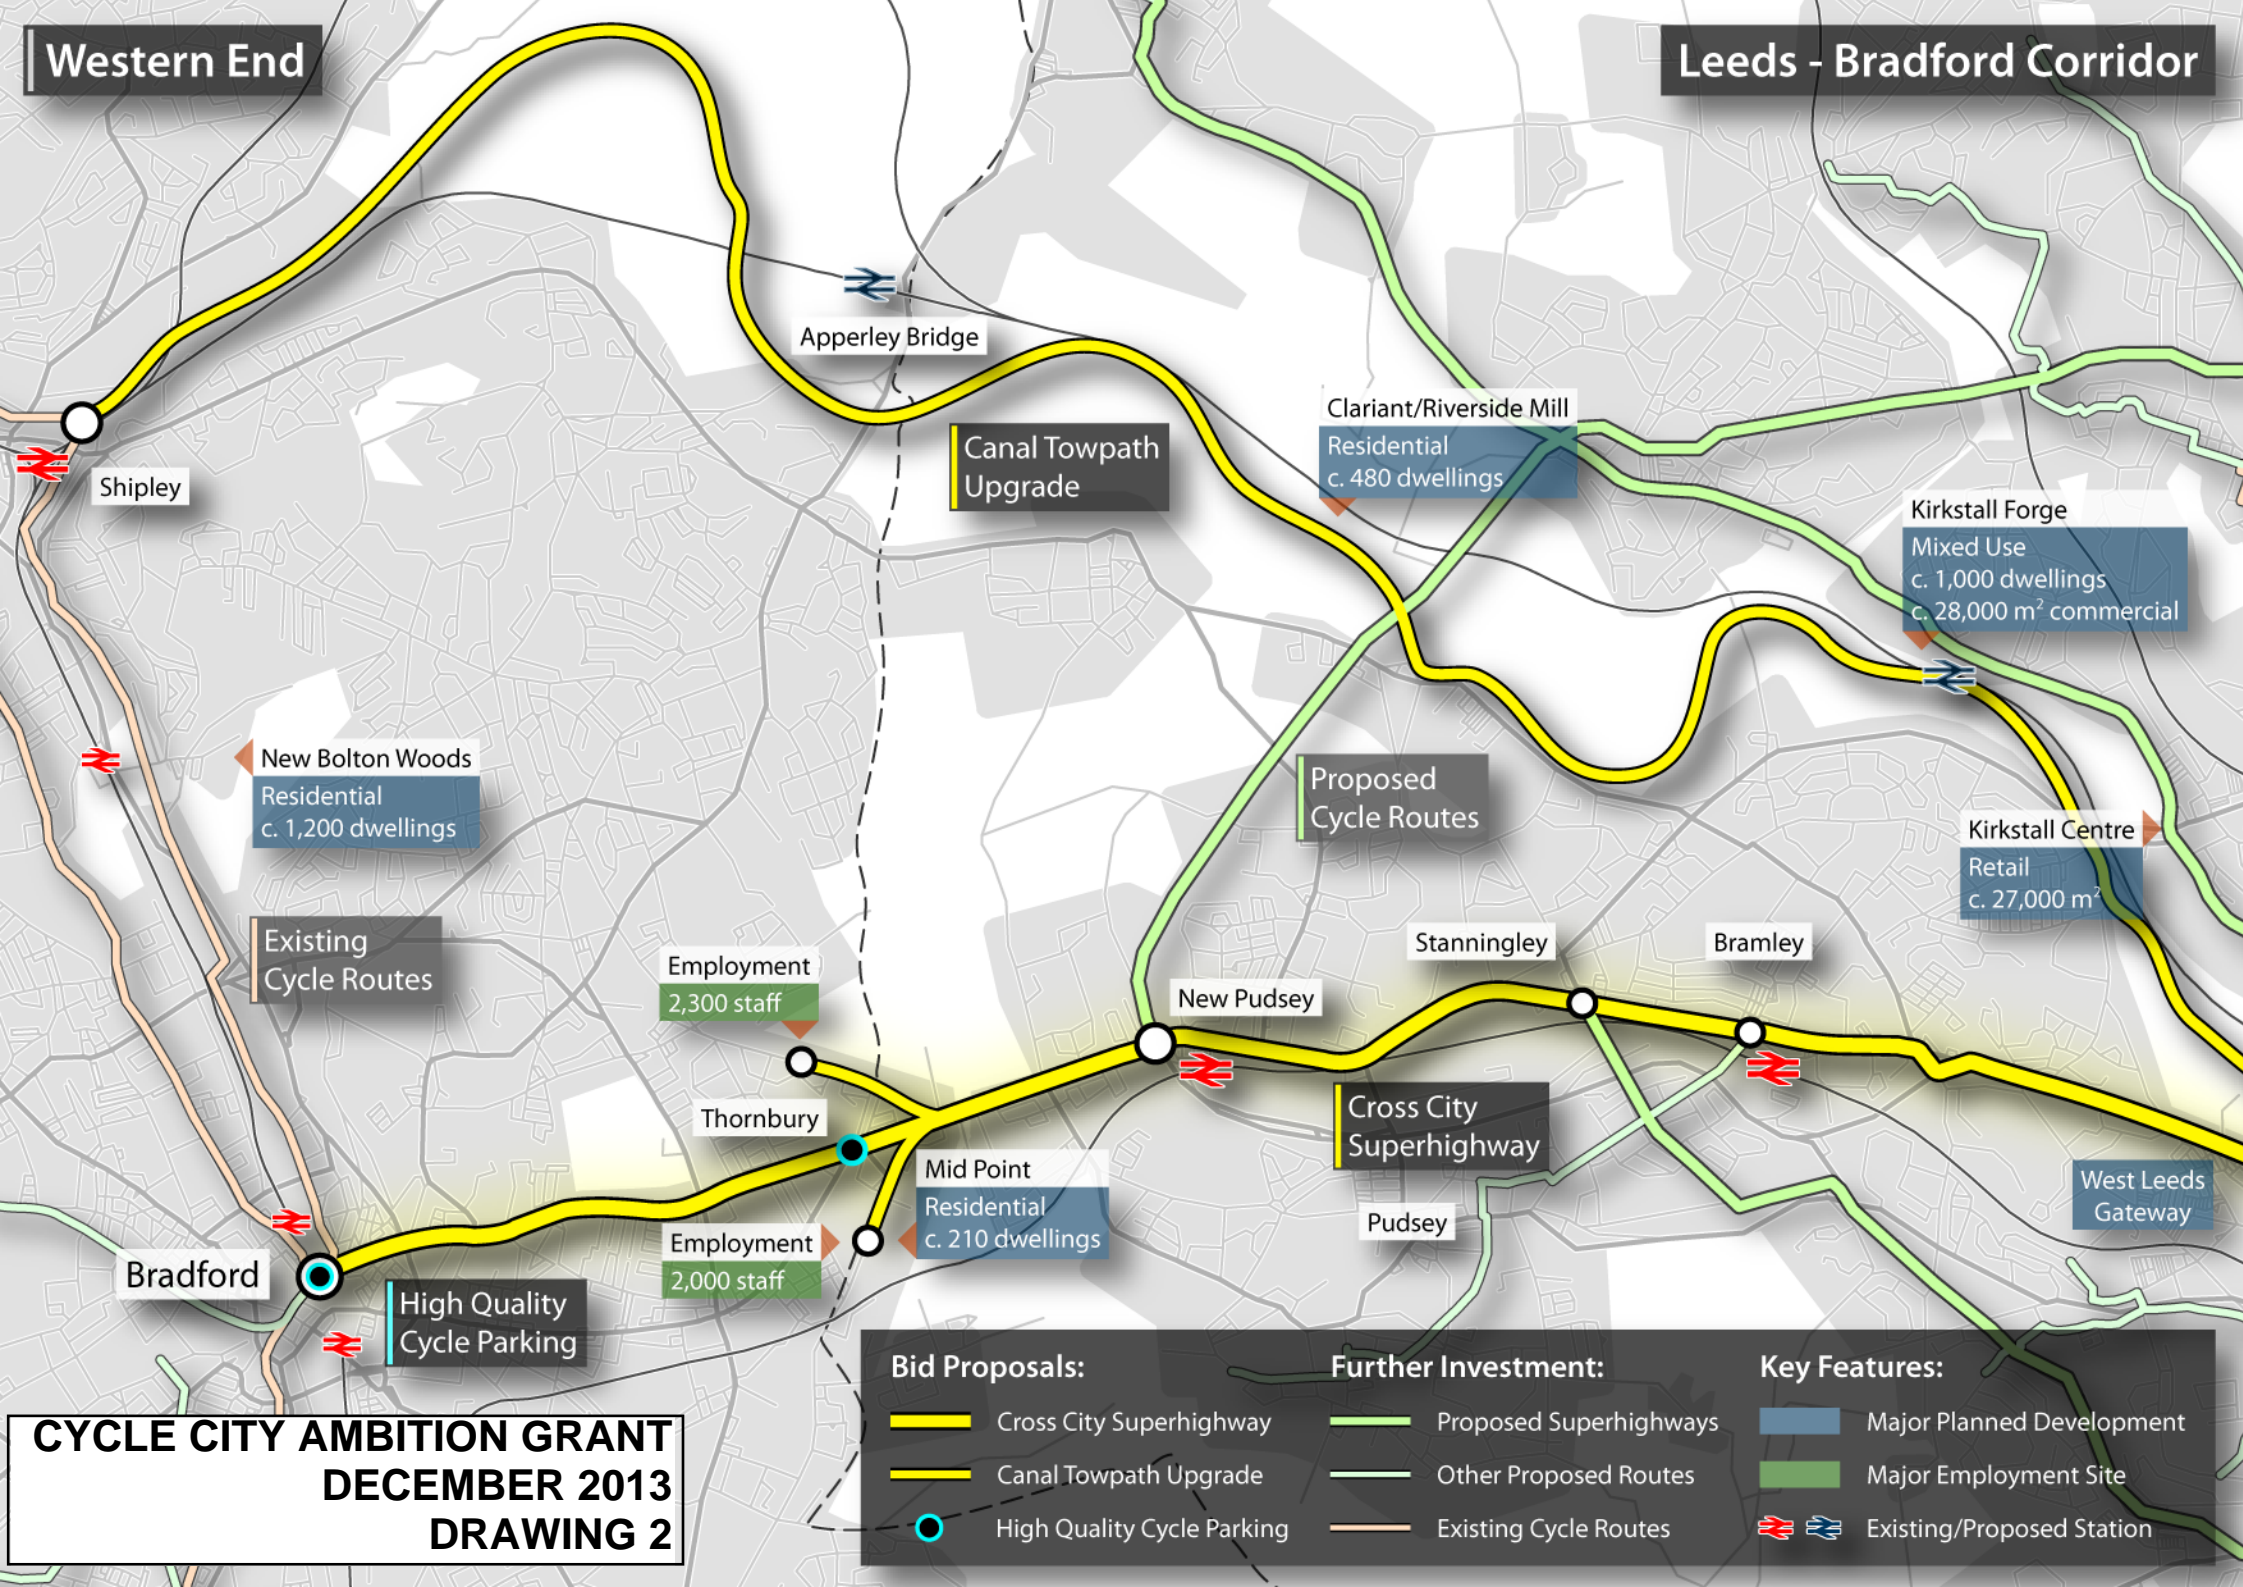 Western End
Leeds - Bradford Corridor
Apperley Bridge
Clariant/Riverside Mill
Residential
c. 480 dwellings
Canal Towpath
Upgrade
Shipley
Kirkstall Forge
Mixed Use
c. 1,000 dwellings
c. 28,000 m² commercial
New Bolton Woods
Residential
c. 1,200 dwellings
Proposed
Cycle Routes
Kirkstall Centre
Retail
c. 27,000 m²
Existing
Cycle Routes
Employment
2,300 staff
Stanningley
Bramley
New Pudsey
Thornbury
Cross City
Superhighway
Mid Point
Residential
c. 210 dwellings
West Leeds
Gateway
Pudsey
Employment
2,000 staff
Bradford
High Quality
Cycle Parking
Bid Proposals:
Cross City Superhighway
Canal Towpath Upgrade
High Quality Cycle Parking
Further Investment:
Proposed Superhighways
Other Proposed Routes
Existing Cycle Routes
Key Features:
Major Planned Development
Major Employment Site
Existing/Proposed Station
CYCLE CITY AMBITION GRANT
DECEMBER 2013
DRAWING 2